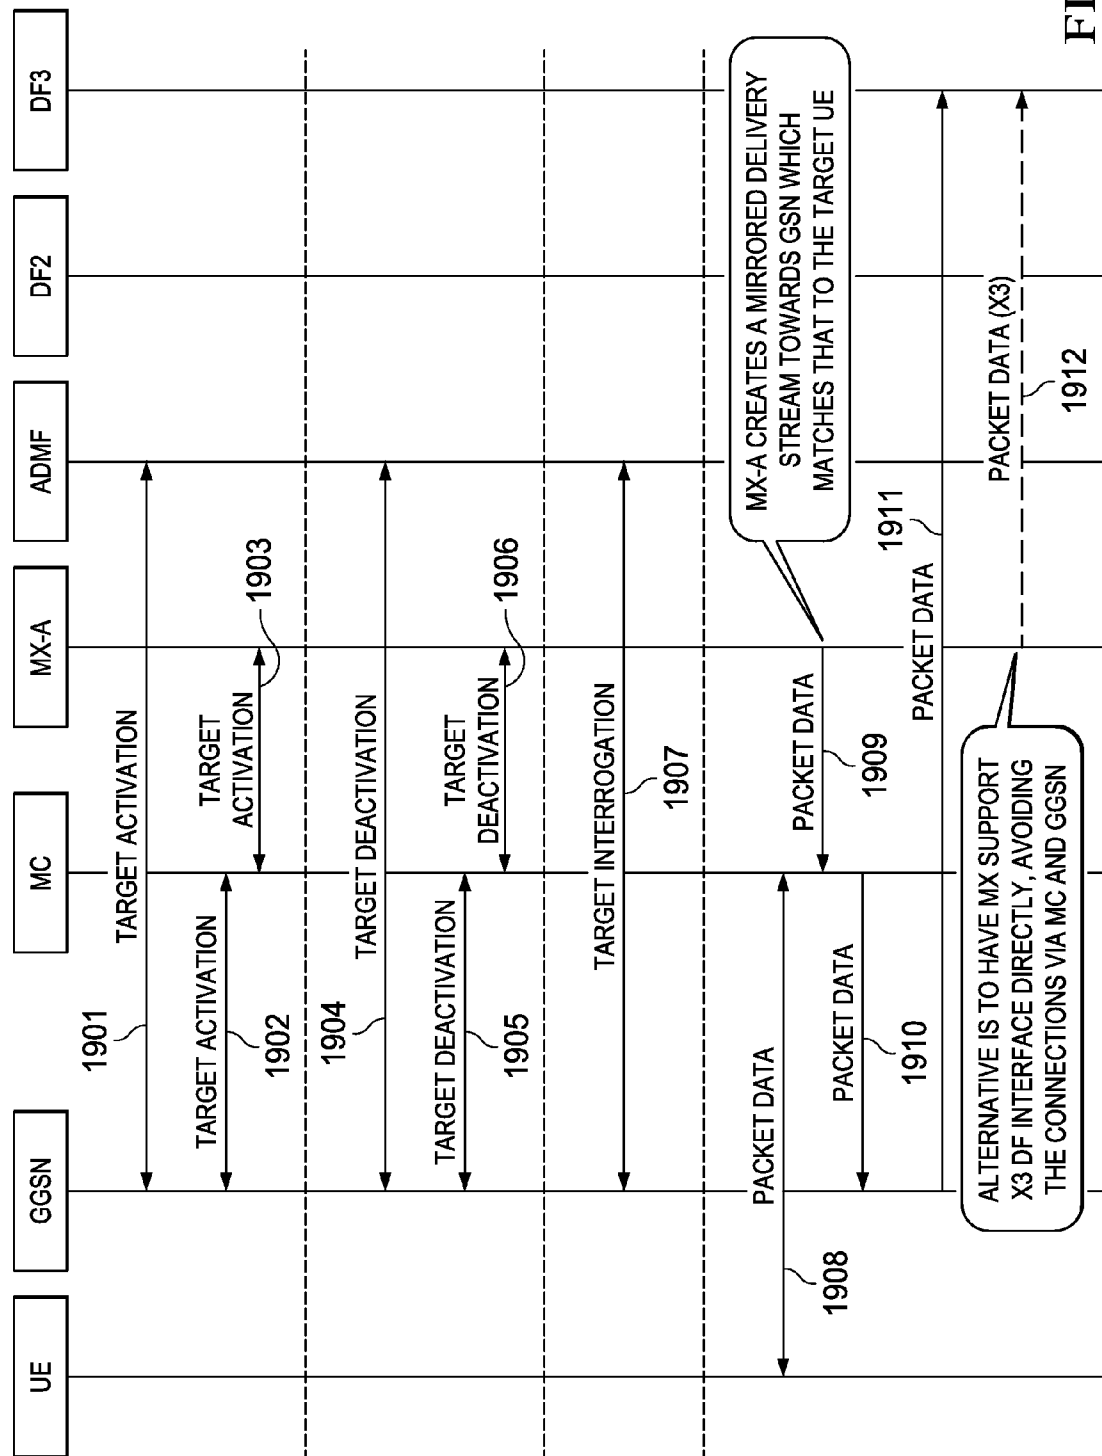 UE
GGSN
MC
MX-A
ADMF
DF2
DF3
1901
TARGET ACTIVATION
TARGET ACTIVATION
1902
TARGET
ACTIVATION
1903
1904
TARGET DEACTIVATION
TARGET DEACTIVATION
1905
TARGET
DEACTIVATION
1906
TARGET INTERROGATION
1907
PACKET DATA
1908
MX-A CREATES A MIRRORED DELIVERY
STREAM TOWARDS GSN WHICH
MATCHES THAT TO THE TARGET UE
PACKET DATA
1909
PACKET DATA
1910
PACKET DATA
1911
ALTERNATIVE IS TO HAVE MX SUPPORT
X3 DF INTERFACE DIRECTLY, AVOIDING
THE CONNECTIONS VIA MC AND GGSN
PACKET DATA (X3)
1912